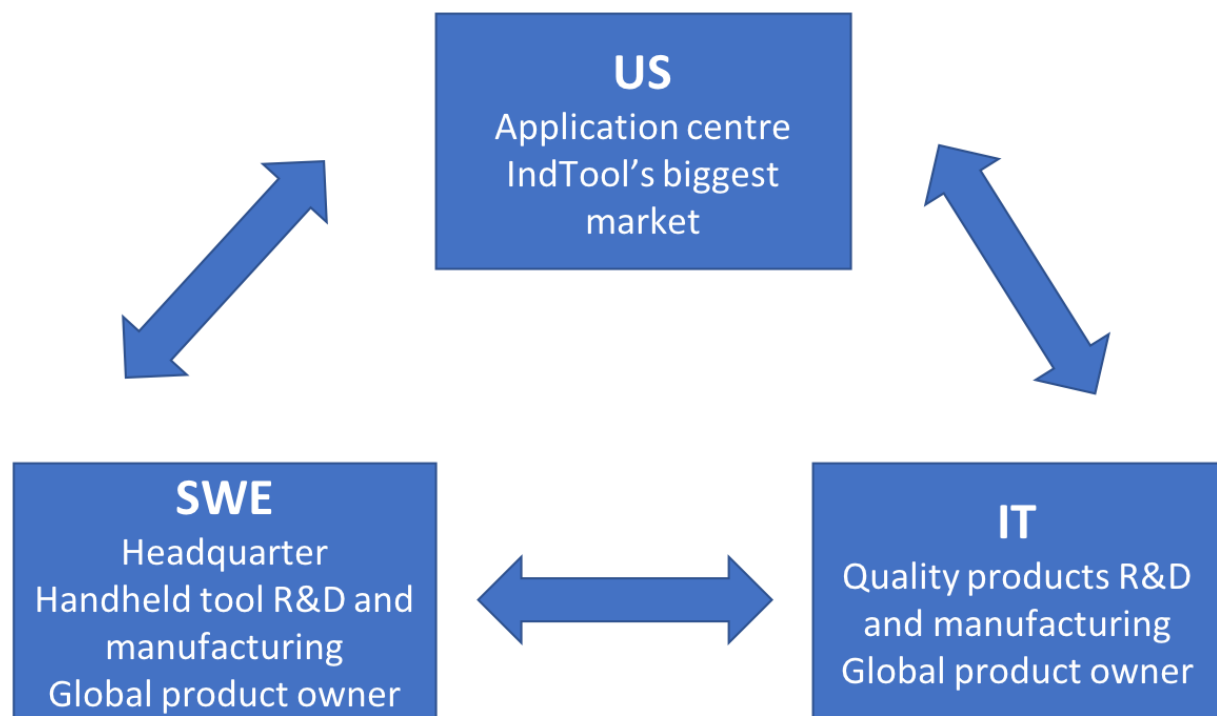 US
Application centre
IndTool’s biggest
market
SWE
Headquarter
Handheld tool R&D and
manufacturing
Global product owner
IT
Quality products R&D
and manufacturing
Global product owner